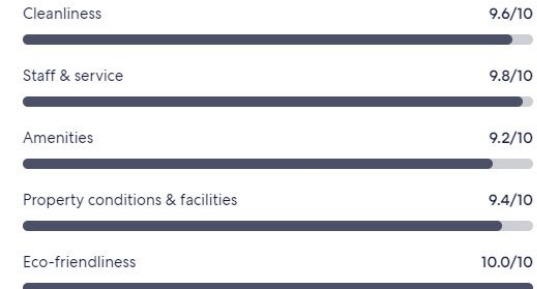 Cleanliness 9.6/10
Staff & service 9.8/10
Amenities 9.2/10
Property conditions & facilities 9.4/10
Eco-friendliness 10.0/10